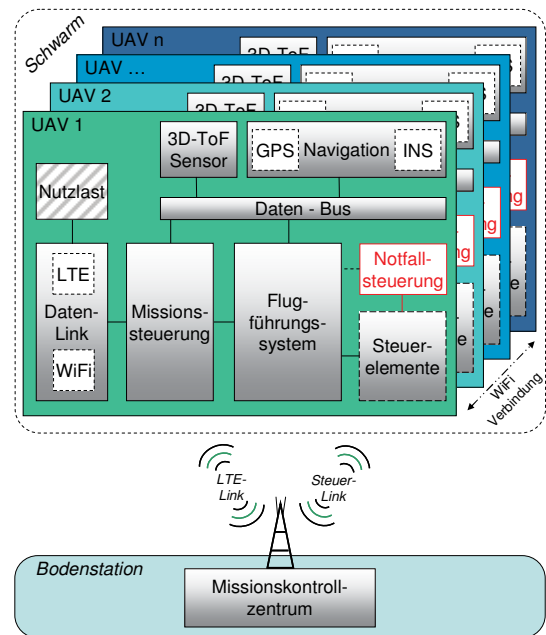 Schwarm
UAV n
3D-ToF
UAV ...
3D-ToF
UAV 2
3D-ToF
UAV 1
3D-ToF
Sensor
GPS
Navigation
INS
Nutzlast
Daten - Bus
LTE
Daten-
Link
WiFi
Missions-
steuerung
Flug-
führungs-
system
Notfall-
steuerung
Steuer-
elemente
WiFi
Verbindung
LTE-
Link
Steuer-
Link
Bodenstation
Missionskontroll-
zentrum